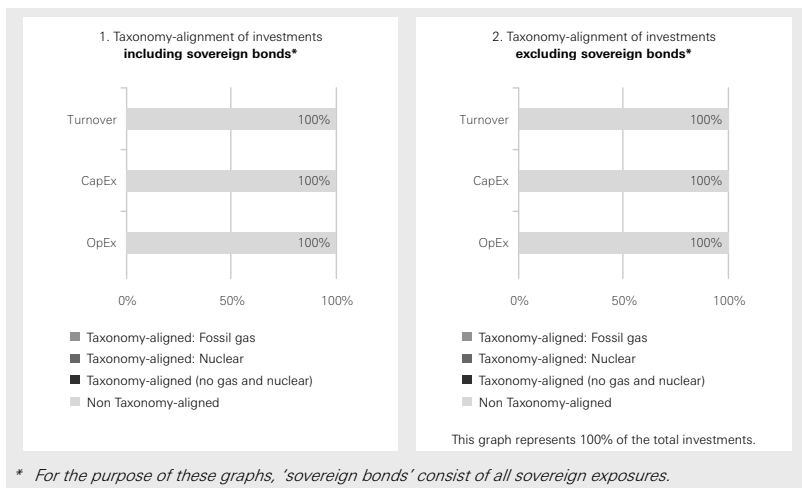 1. Taxonomy-alignment of investments
including sovereign bonds*
Turnover
100%
CapEx
100%
OpEx
100%
0%
50%
100%
Taxonomy-aligned: Fossil gas
Taxonomy-aligned: Nuclear
Taxonomy-aligned (no gas and nuclear)
Non Taxonomy-aligned
2. Taxonomy-alignment of investments
excluding sovereign bonds*
Turnover
100%
CapEx
100%
OpEx
100%
0%
50%
100%
Taxonomy-aligned: Fossil gas
Taxonomy-aligned: Nuclear
Taxonomy-aligned (no gas and nuclear)
Non Taxonomy-aligned
This graph represents 100% of the total investments.
* For the purpose of these graphs, ‘sovereign bonds’ consist of all sovereign exposures.